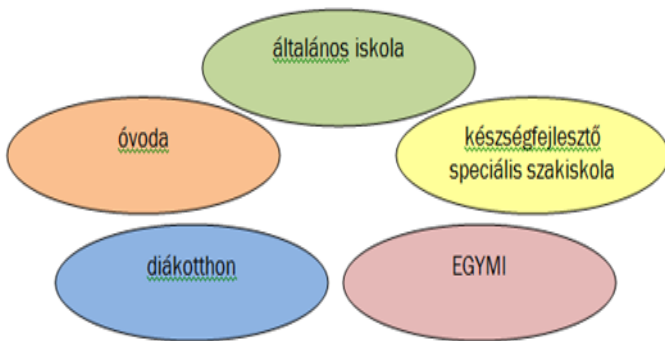 általános iskola
óvoda
készségfejlesztő
speciális szakiskola
diákotthon
EGYMI